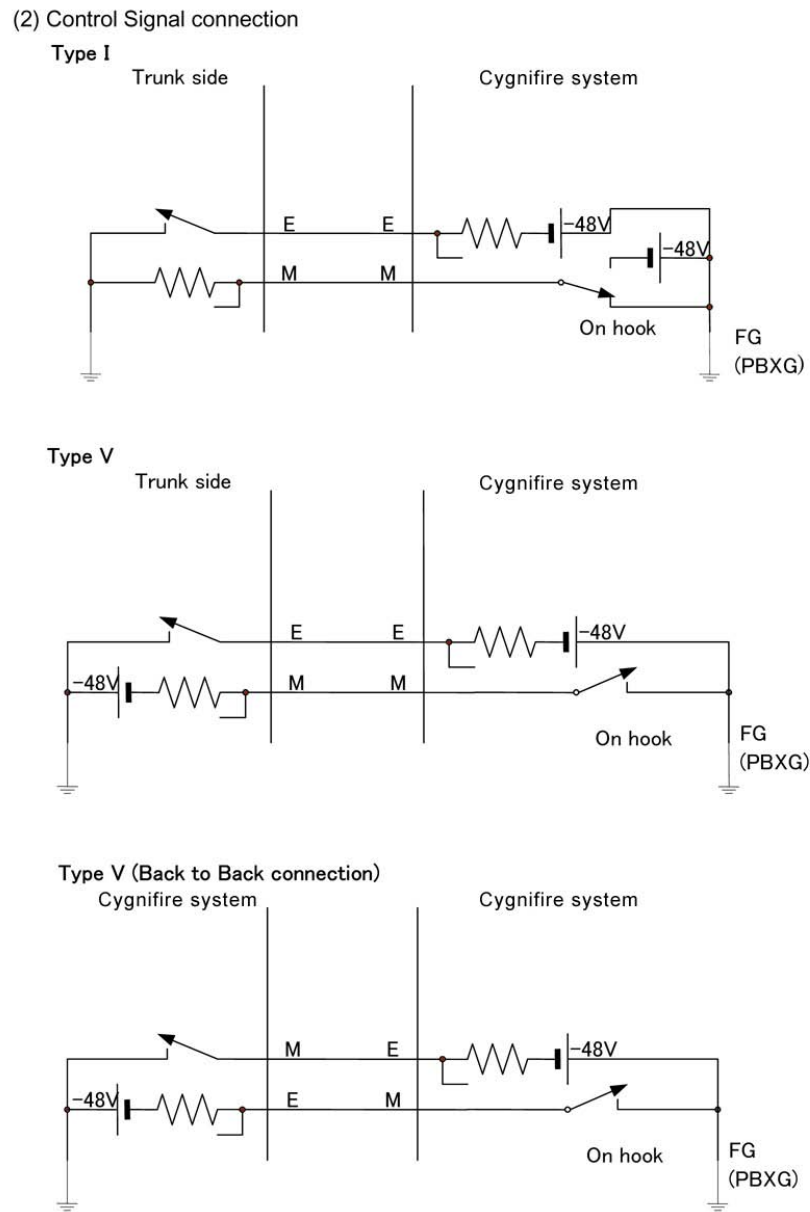 (2) Control Signal connection
Type I
Trunk side
Cygnifire system
E
E
-48V
-48V
M
M
On hook
FG
(PBXG)
Type V
Trunk side
Cygnifire system
E
E
-48V
-48V
M
M
On hook
FG
(PBXG)
Type V (Back to Back connection)
Cygnifire system
Cygnifire system
M
E
-48V
-48V
E
M
On hook
FG
(PBXG)